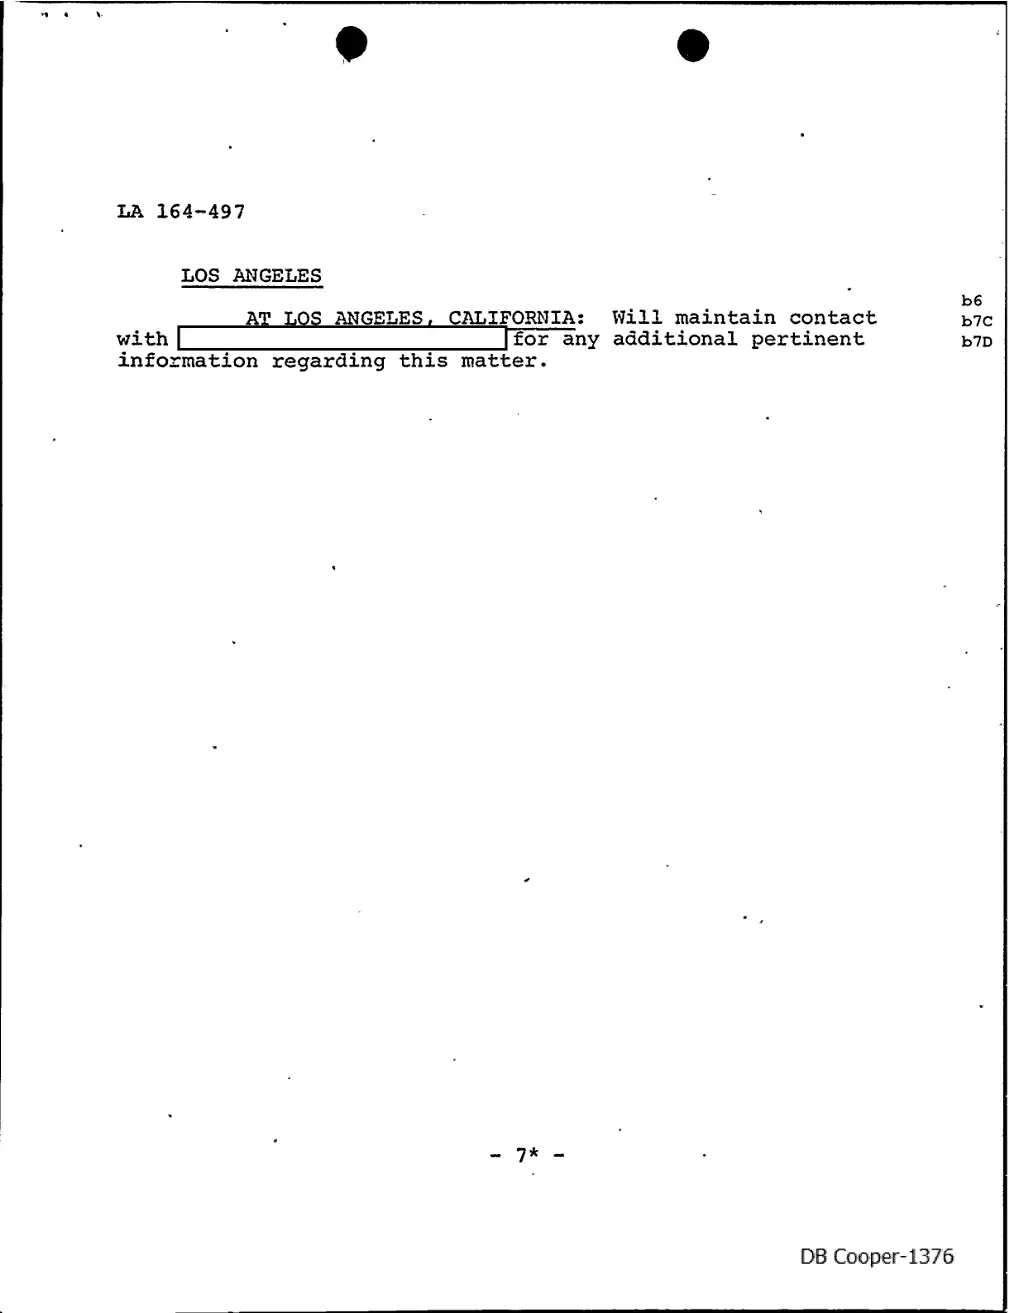 LA 164-497
LOS ANGELES
b6
AT LOS ANGELES, CALIFORNIA: Will maintain contact
b7C
with for any additional pertinent
b7D
information regarding this matter.
- 7* -
DB Cooper-1376